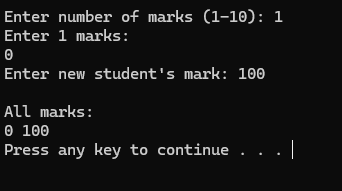 Enter number of marks (1-10): 1
Enter 1 marks:
0
Enter new student's mark: 100
All marks:
0 100
Press any key to continue . . .